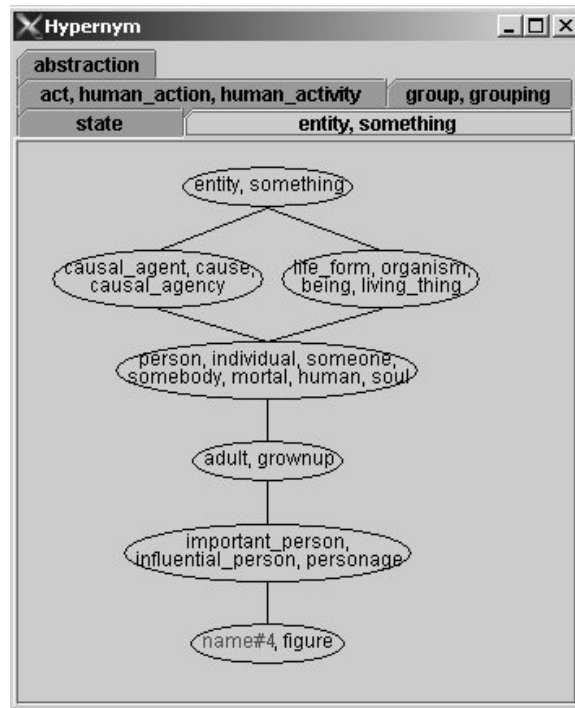 Hypernym
abstraction
act, human_action, human_activity
group, grouping
state
entity, something
entity, something
causal_agent, cause,
causal_agency
life_form, organism,
being, living_thing
person, individual, someone,
somebody, mortal, human, soul
adult, grownup
important_person,
influential_person, personage
name#4, figure